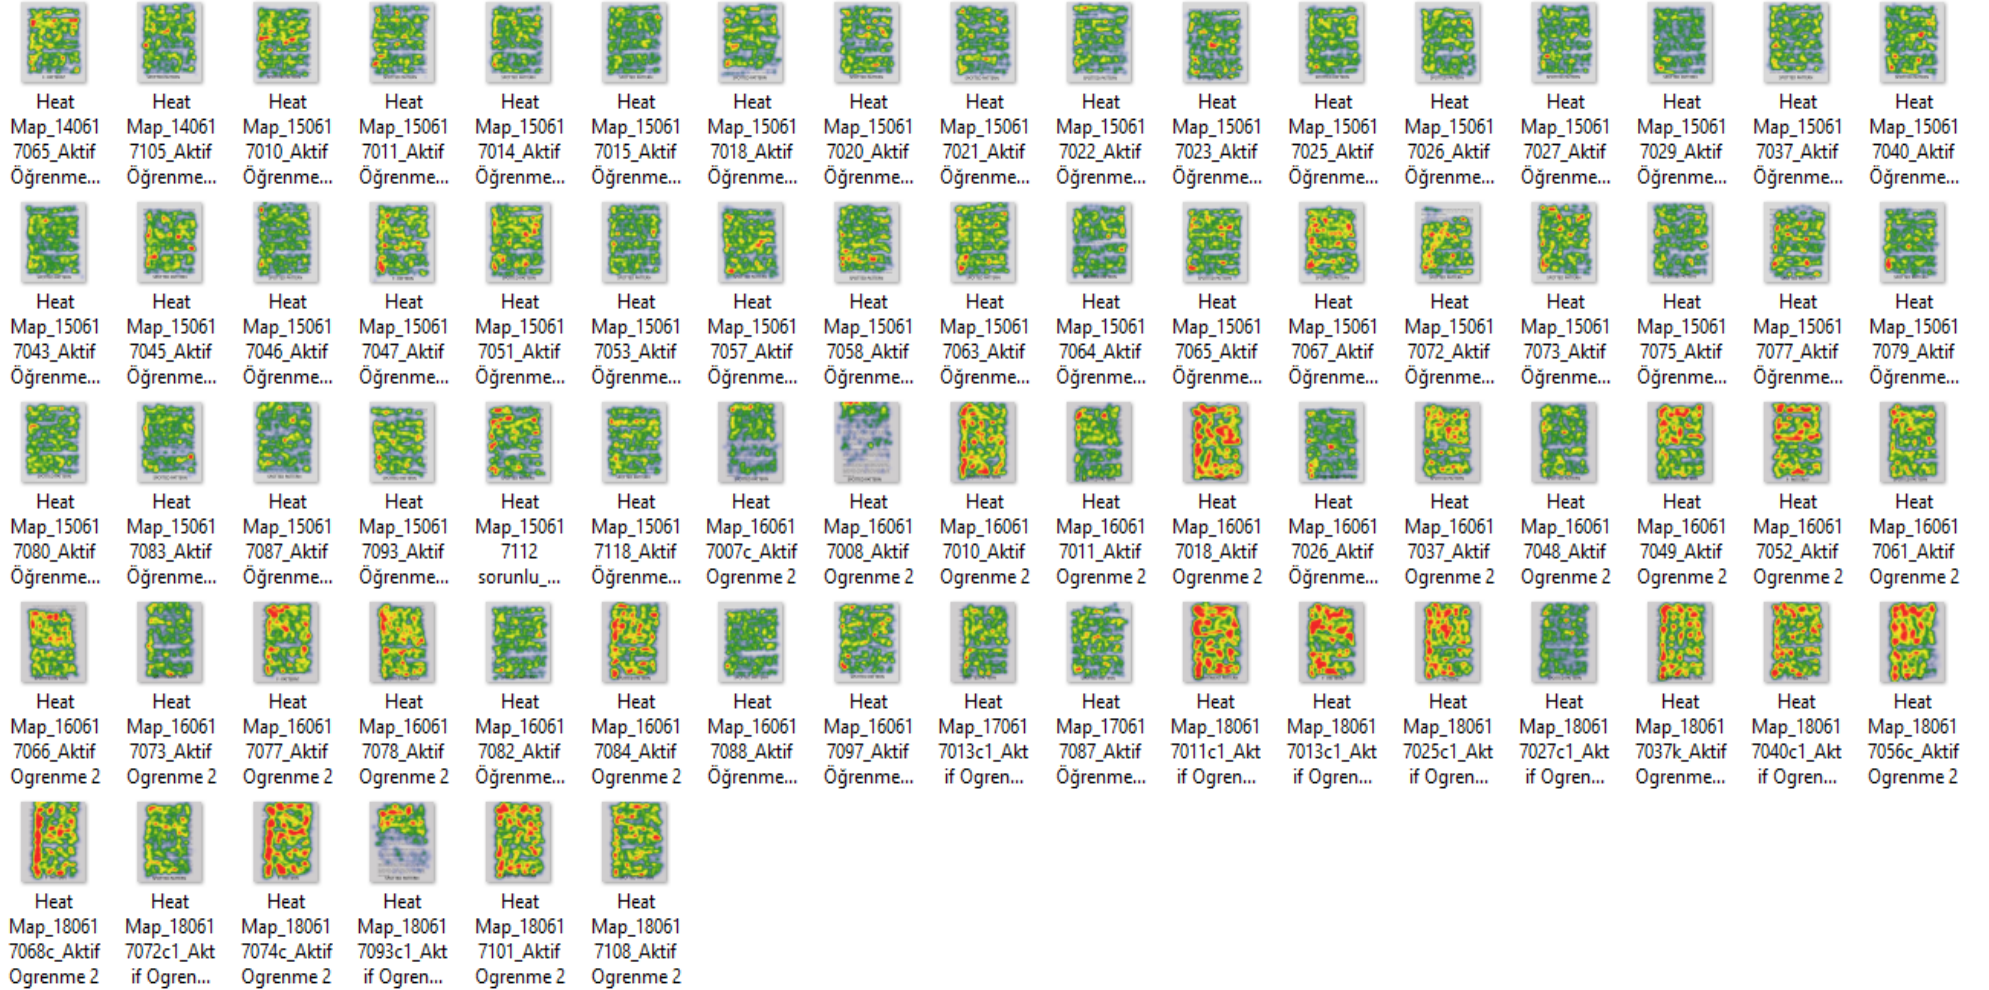 Heat
Map_14061
7065_Aktif
Öğrenme...
Heat
Map_14061
7105_Aktif
Öğrenme...
Heat
Map_15061
7010_Aktif
Öğrenme...
Heat
Map_15061
7011_Aktif
Öğrenme...
Heat
Map_15061
7014_Aktif
Öğrenme...
Heat
Map_15061
7015_Aktif
Öğrenme...
Heat
Map_15061
7018_Aktif
Öğrenme...
Heat
Map_15061
7020_Aktif
Öğrenme...
Heat
Map_15061
7021_Aktif
Öğrenme...
Heat
Map_15061
7022_Aktif
Öğrenme...
Heat
Map_15061
7023_Aktif
Öğrenme...
Heat
Map_15061
7025_Aktif
Öğrenme...
Heat
Map_15061
7026_Aktif
Öğrenme...
Heat
Map_15061
7027_Aktif
Öğrenme...
Heat
Map_15061
7029_Aktif
Öğrenme...
Heat
Map_15061
7037_Aktif
Öğrenme...
Heat
Map_15061
7040_Aktif
Öğrenme...
Heat
Map_15061
7043_Aktif
Öğrenme...
Heat
Map_15061
7045_Aktif
Öğrenme...
Heat
Map_15061
7046_Aktif
Öğrenme...
Heat
Map_15061
7047_Aktif
Öğrenme...
Heat
Map_15061
7051_Aktif
Öğrenme...
Heat
Map_15061
7053_Aktif
Öğrenme...
Heat
Map_15061
7057_Aktif
Öğrenme...
Heat
Map_15061
7058_Aktif
Öğrenme...
Heat
Map_15061
7063_Aktif
Öğrenme...
Heat
Map_15061
7064_Aktif
Öğrenme...
Heat
Map_15061
7065_Aktif
Öğrenme...
Heat
Map_15061
7067_Aktif
Öğrenme...
Heat
Map_15061
7072_Aktif
Öğrenme...
Heat
Map_15061
7073_Aktif
Öğrenme...
Heat
Map_15061
7075_Aktif
Öğrenme...
Heat
Map_15061
7077_Aktif
Öğrenme...
Heat
Map_15061
7079_Aktif
Öğrenme...
Heat
Map_15061
7080_Aktif
Öğrenme...
Heat
Map_15061
7083_Aktif
Öğrenme...
Heat
Map_15061
7087_Aktif
Öğrenme...
Heat
Map_15061
7093_Aktif
Öğrenme...
Heat
Map_15061
7112
sorunlu_...
Heat
Map_15061
7118_Aktif
Öğrenme...
Heat
Map_16061
7007c_Aktif
Ogrenme 2
Heat
Map_16061
7008_Aktif
Ogrenme 2
Heat
Map_16061
7010_Aktif
Ogrenme 2
Heat
Map_16061
7011_Aktif
Ogrenme 2
Heat
Map_16061
7018_Aktif
Ogrenme 2
Heat
Map_16061
7026_Aktif
Öğrenme...
Heat
Map_16061
7037_Aktif
Ogrenme 2
Heat
Map_16061
7048_Aktif
Ogrenme 2
Heat
Map_16061
7049_Aktif
Ogrenme 2
Heat
Map_16061
7052_Aktif
Ogrenme 2
Heat
Map_16061
7061_Aktif
Ogrenme 2
Heat
Map_16061
7066_Aktif
Ogrenme 2
Heat
Map_16061
7073_Aktif
Ogrenme 2
Heat
Map_16061
7077_Aktif
Ogrenme 2
Heat
Map_16061
7078_Aktif
Ogrenme 2
Heat
Map_16061
7082_Aktif
Öğrenme...
Heat
Map_16061
7084_Aktif
Ogrenme 2
Heat
Map_16061
7088_Aktif
Öğrenme...
Heat
Map_16061
7097_Aktif
Öğrenme...
Heat
Map_17061
7013c1_Akt
if Ogren...
Heat
Map_17061
7087_Aktif
Öğrenme...
Heat
Map_18061
7011c1_Akt
if Ogren...
Heat
Map_18061
7013c1_Akt
if Ogren...
Heat
Map_18061
7025c1_Akt
if Ogren...
Heat
Map_18061
7027c1_Akt
if Ogren...
Heat
Map_18061
7037k_Aktif
Ogrenme...
Heat
Map_18061
7040c1_Akt
if Ogren...
Heat
Map_18061
7056c_Aktif
Ogrenme 2
Heat
Map_18061
7068c_Aktif
Ogrenme 2
Heat
Map_18061
7072c1_Akt
if Ogren...
Heat
Map_18061
7074c_Aktif
Ogrenme 2
Heat
Map_18061
7093c1_Akt
if Ogren...
Heat
Map_18061
7101_Aktif
Ogrenme 2
Heat
Map_18061
7108_Aktif
Ogrenme 2